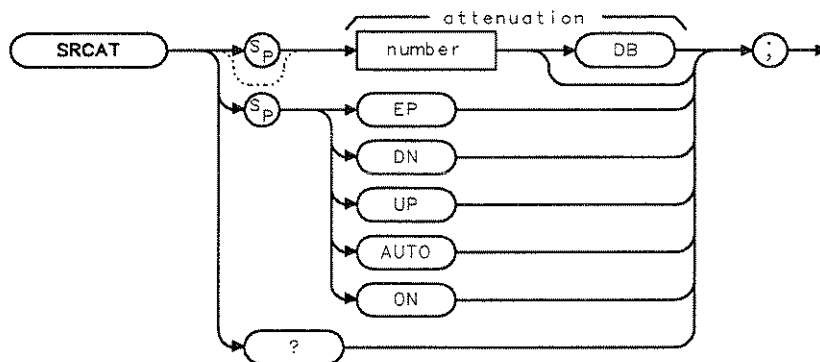 attenuation
SRCAT SP number DB ;
SP EP
DN
UP
AUTO
ON
?